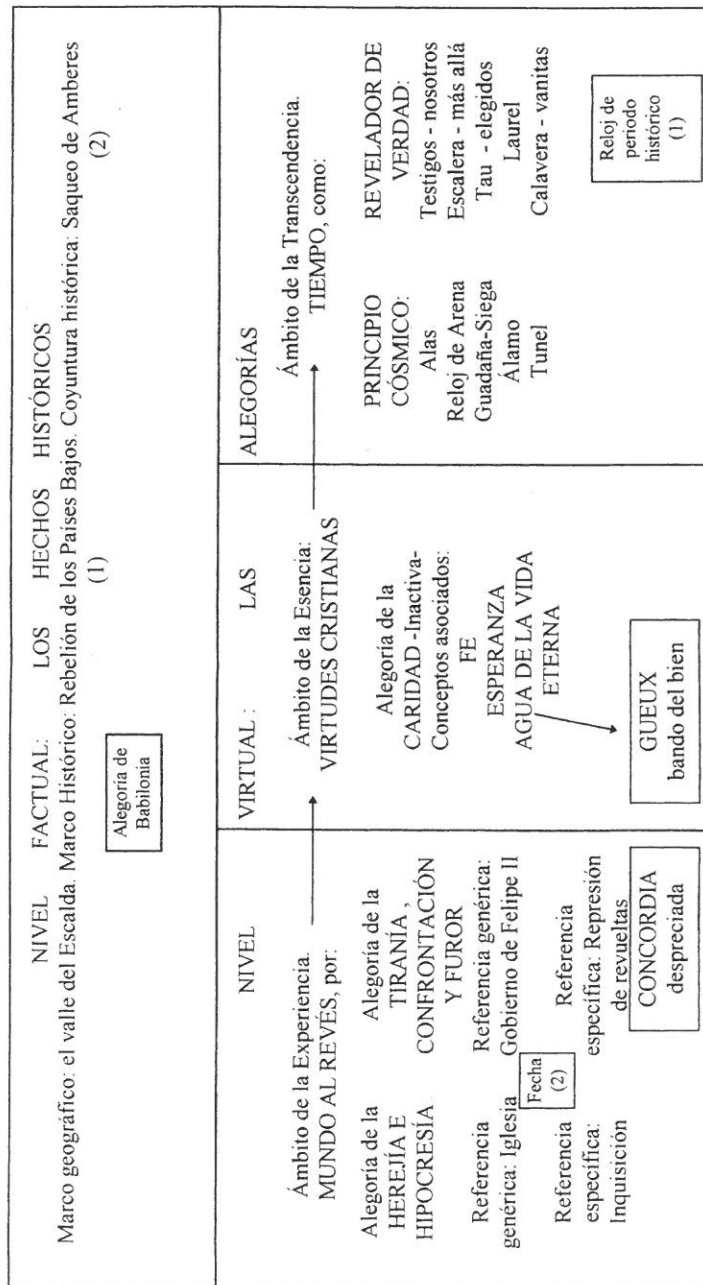 NIVEL FACTUAL: LOS HECHOS HISTÓRICOS
Marco geográfico: el valle del Escalda. Marco Histórico: Rebelión de los Países Bajos. Coyuntura histórica: Saqueo de Amberes
(1) (2)
Alegoría de
Babilonia
NIVEL VIRTUAL : LAS ALEGORÍAS
Ámbito de la Experiencia.
MUNDO AL REVÉS, por:
Alegoría de la
HEREJÍA E
HIPOCRESÍA
Referencia
genérica: Iglesia
Referencia
específica:
Inquisición
Alegoría de la
TIRANÍA ,
CONFRONTACIÓN
Y FUROR
Referencia genérica:
Gobierno de Felipe II
Fecha
(2)
Referencia
específica: Represión
de revueltas
CONCORDIA
despreciada
Ámbito de la Esencia:
VIRTUDES CRISTIANAS
Alegoría de la
CARIDAD -Inactiva-
Conceptos asociados:
FE
ESPERANZA
AGUA DE LA VIDA
ETERNA
GUEUX
bando del bien
Ámbito de la Transcendencia.
TIEMPO, como:
PRINCIPIO
CÓSMICO:
Alas
Reloj de Arena
Guadaña-Siega
Álamo
Tunel
REVELADOR DE
VERDAD:
Testigos - nosotros
Escalera - más allá
Tau - elegidos
Laurel
Calavera - vanitas
Reloj de
periodo
histórico
(1)